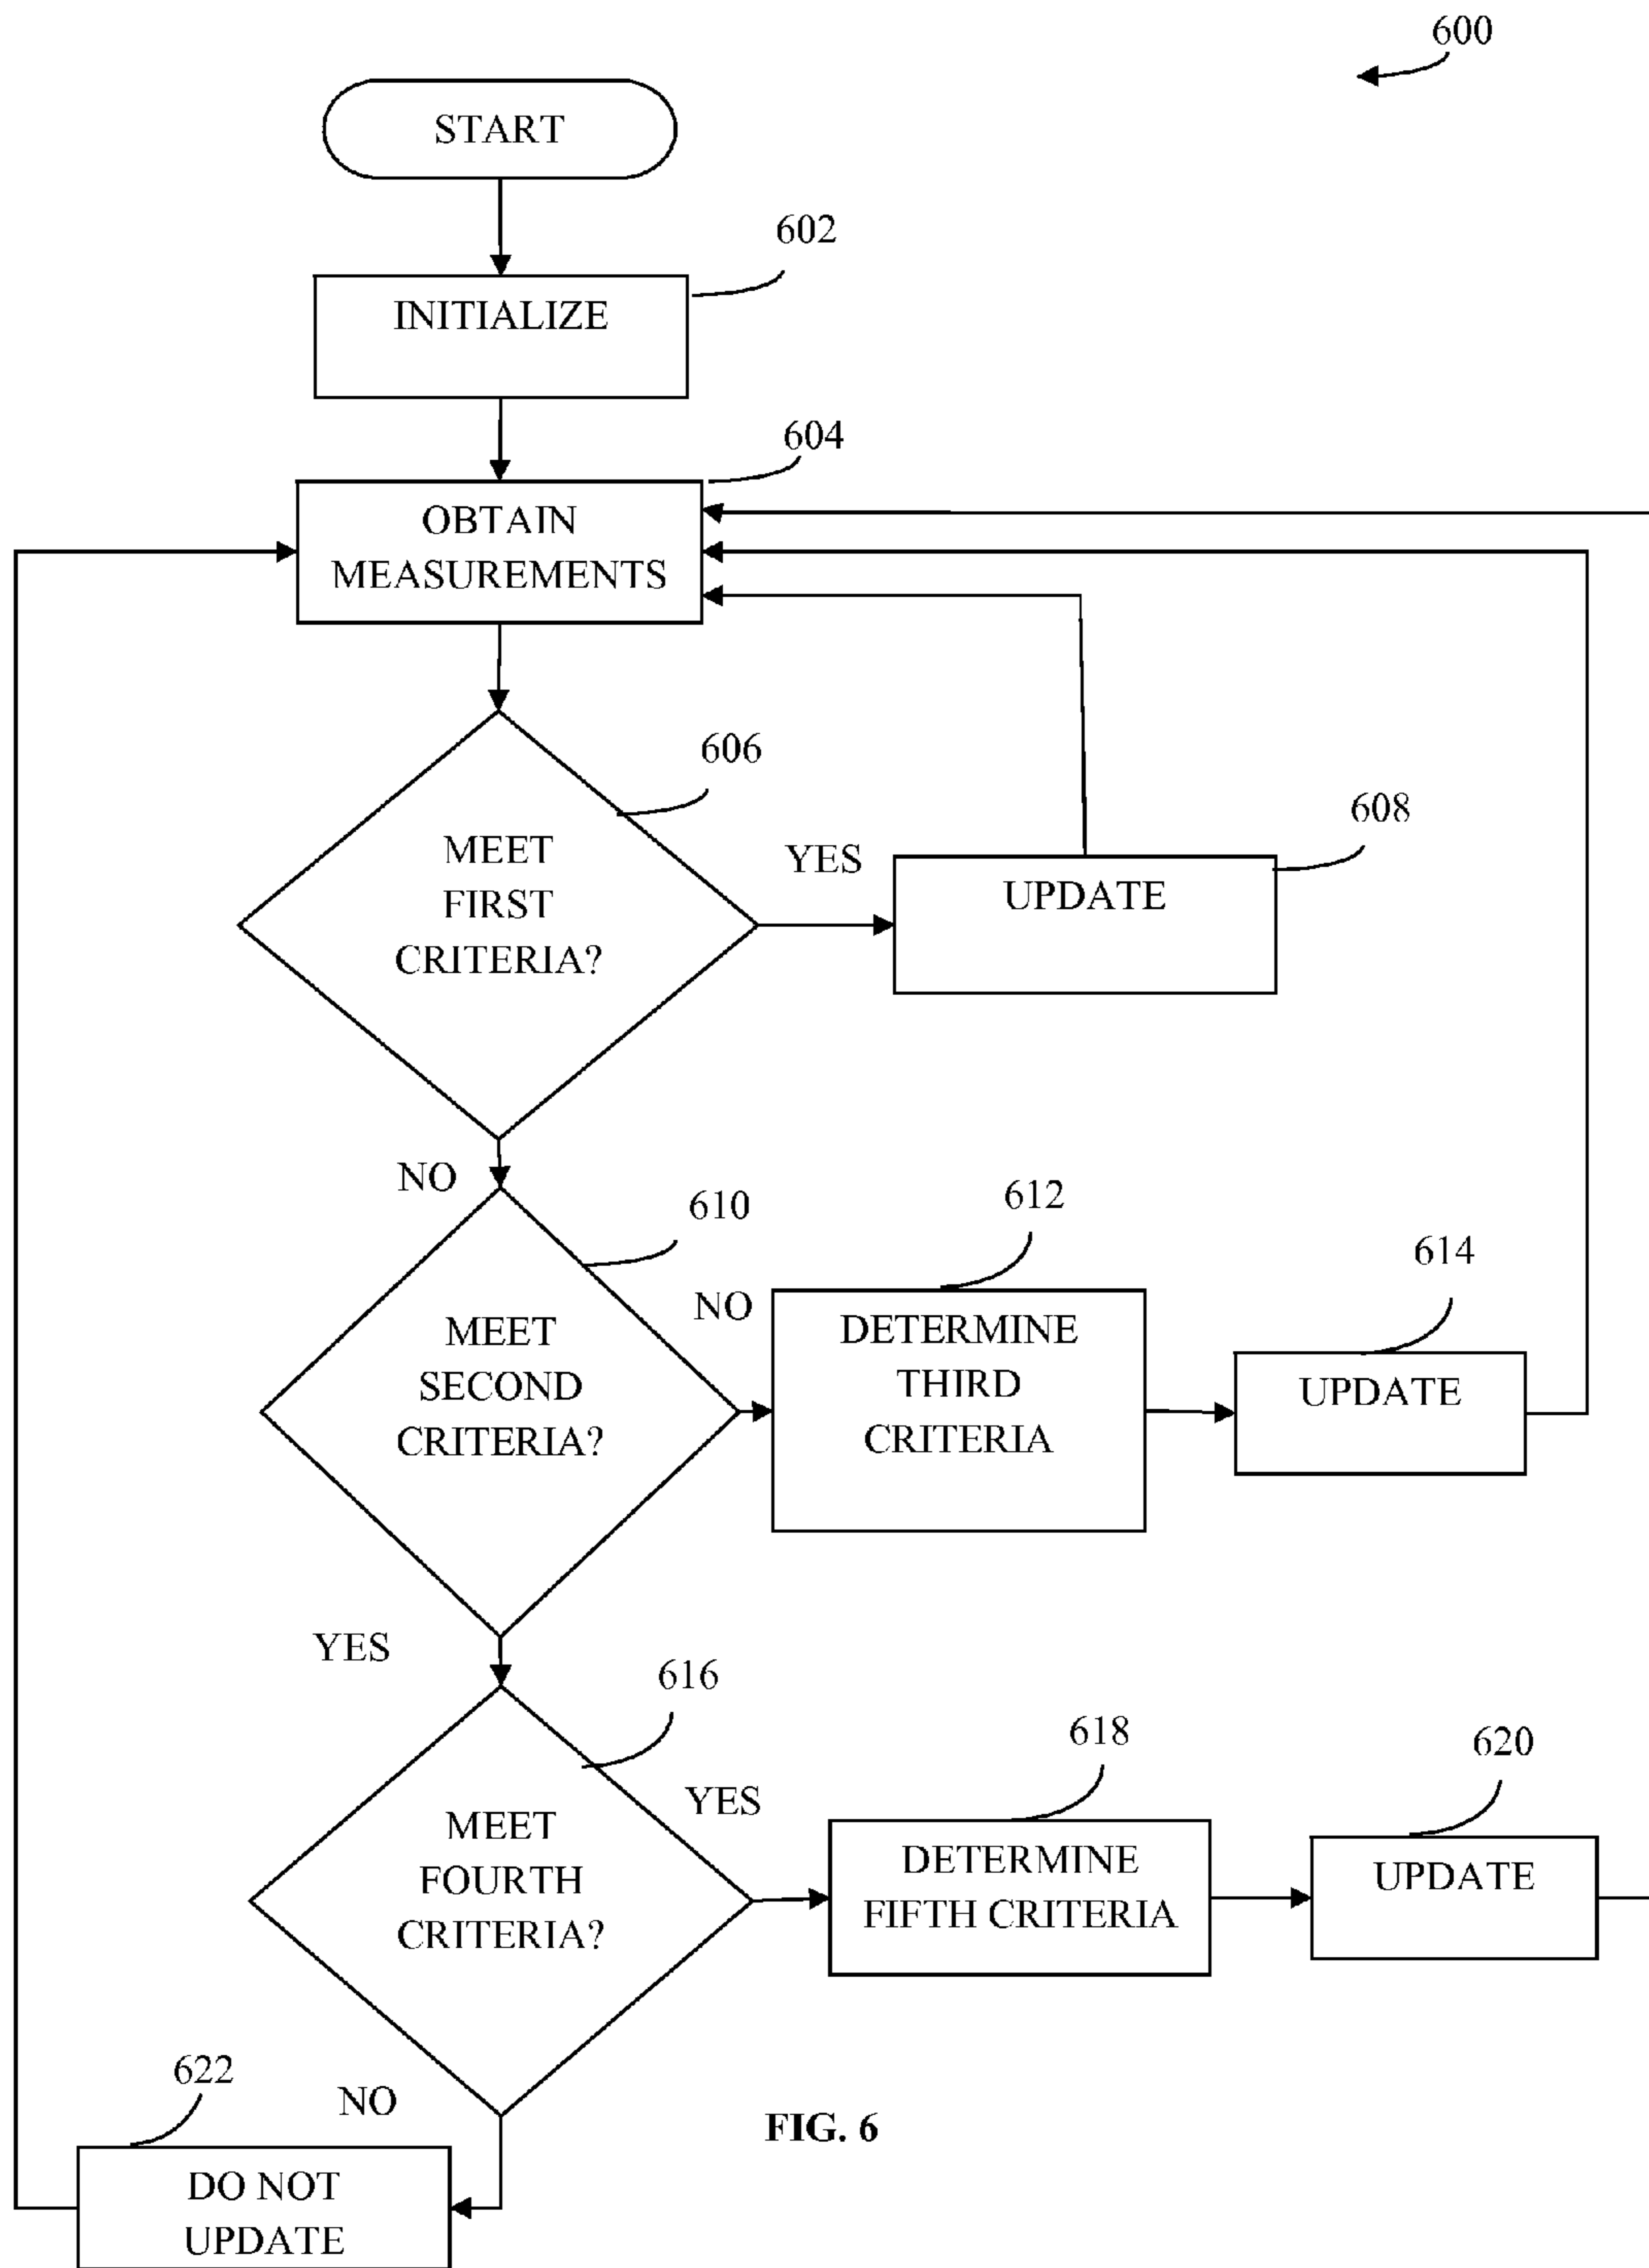 600
START
602
INITIALIZE
604
OBTAIN
MEASUREMENTS
606
608
MEET
FIRST
CRITERIA?
YES
UPDATE
NO
610
612
614
MEET
SECOND
CRITERIA?
NO
DETERMINE
THIRD
CRITERIA
UPDATE
YES
616
618
620
MEET
FOURTH
CRITERIA?
YES
DETERMINE
FIFTH CRITERIA
UPDATE
622
NO
DO NOT
UPDATE
FIG. 6